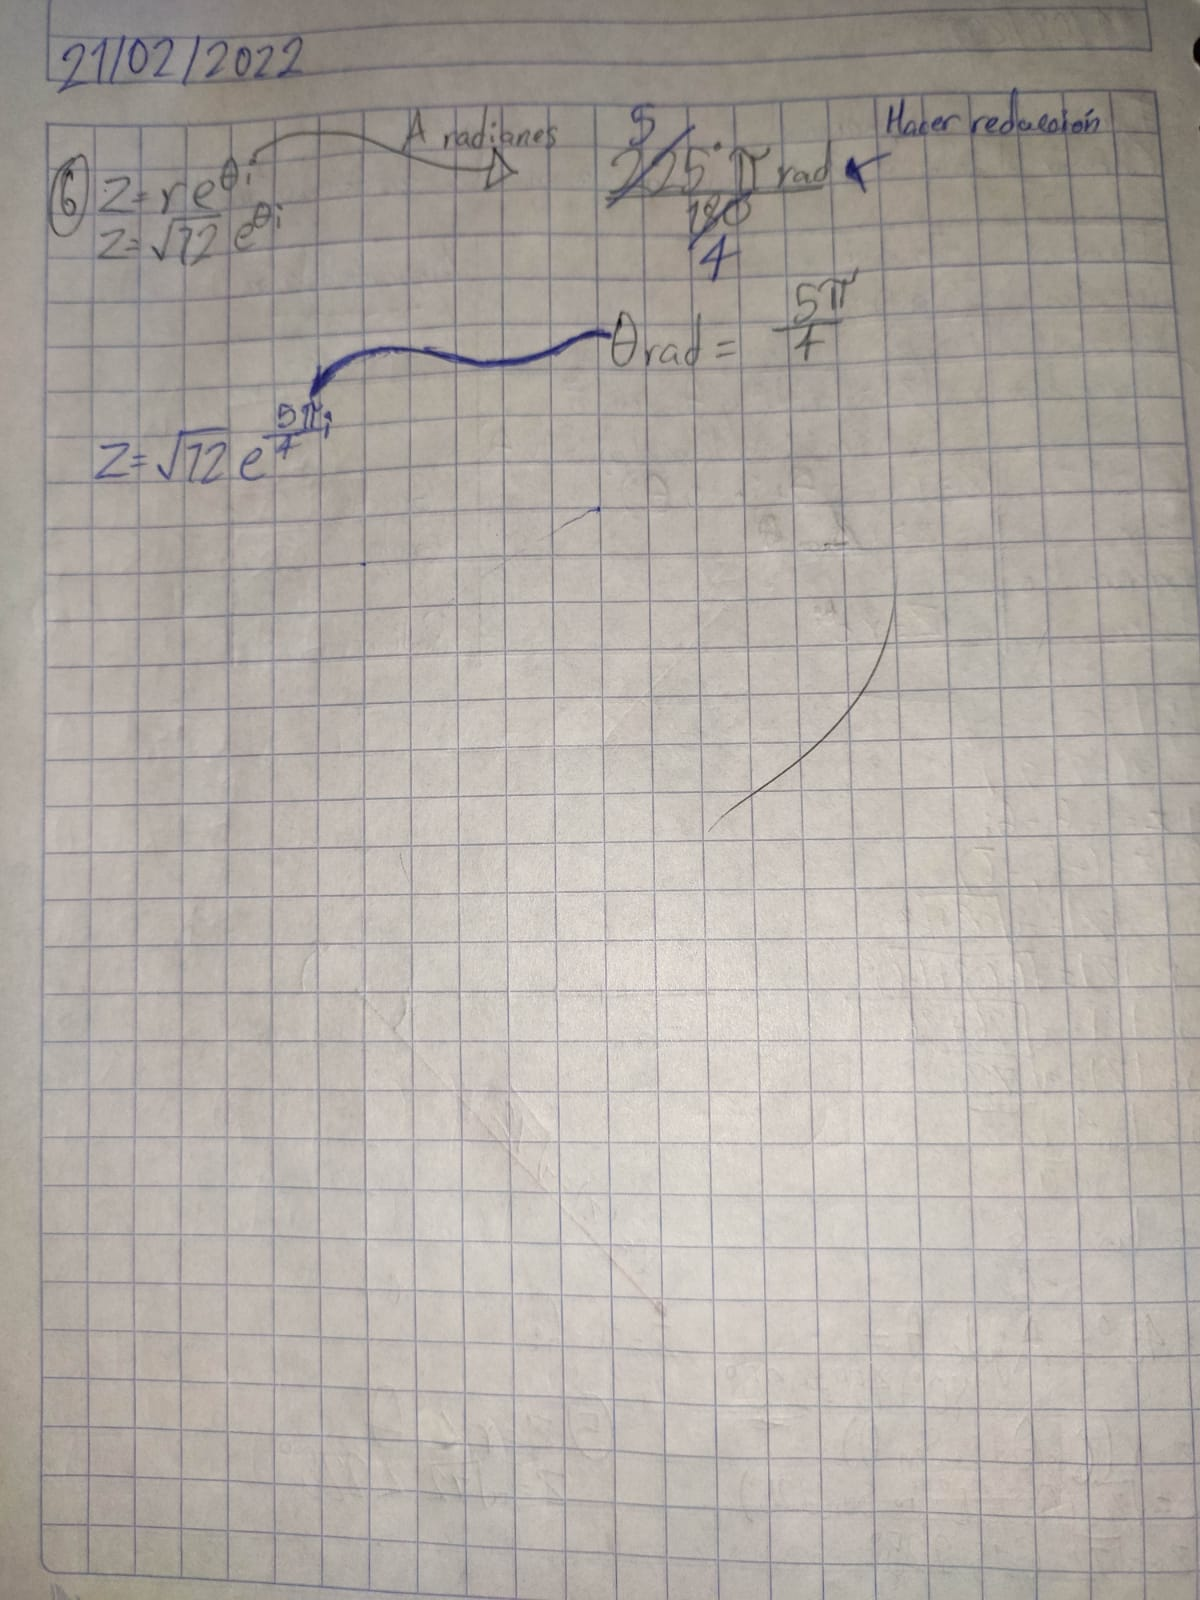 21/02/2022
⑥ Z=re^θi A radianes 225° π rad / 180 Hacer reducción
5
4
Z=√72 e^θi
θrad = 5π/4
Z=√72 e^5π/4 i